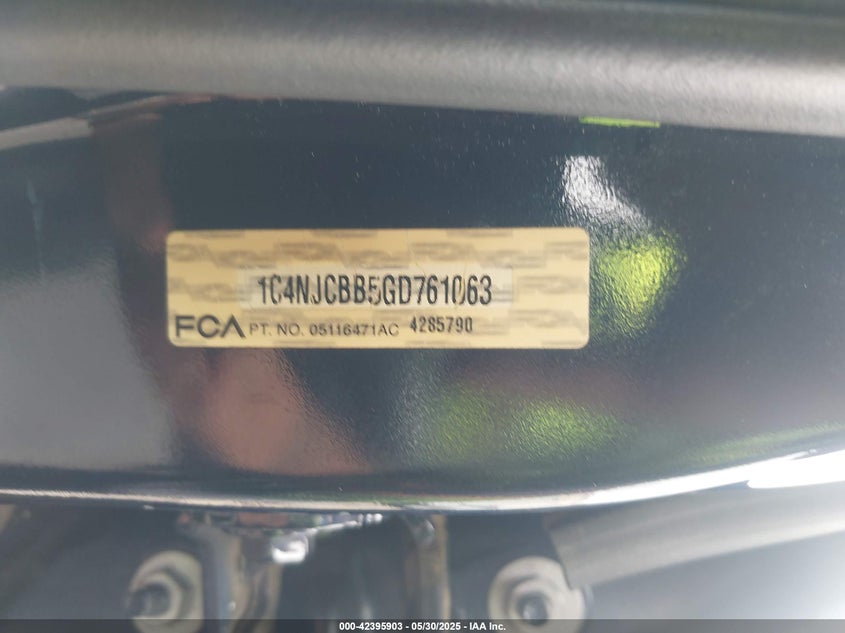 1C4NJCBB5GD761063
FCA PT. NO. 05116471AC 4285790
000-42395903 - 05/30/2025 - IAA Inc.